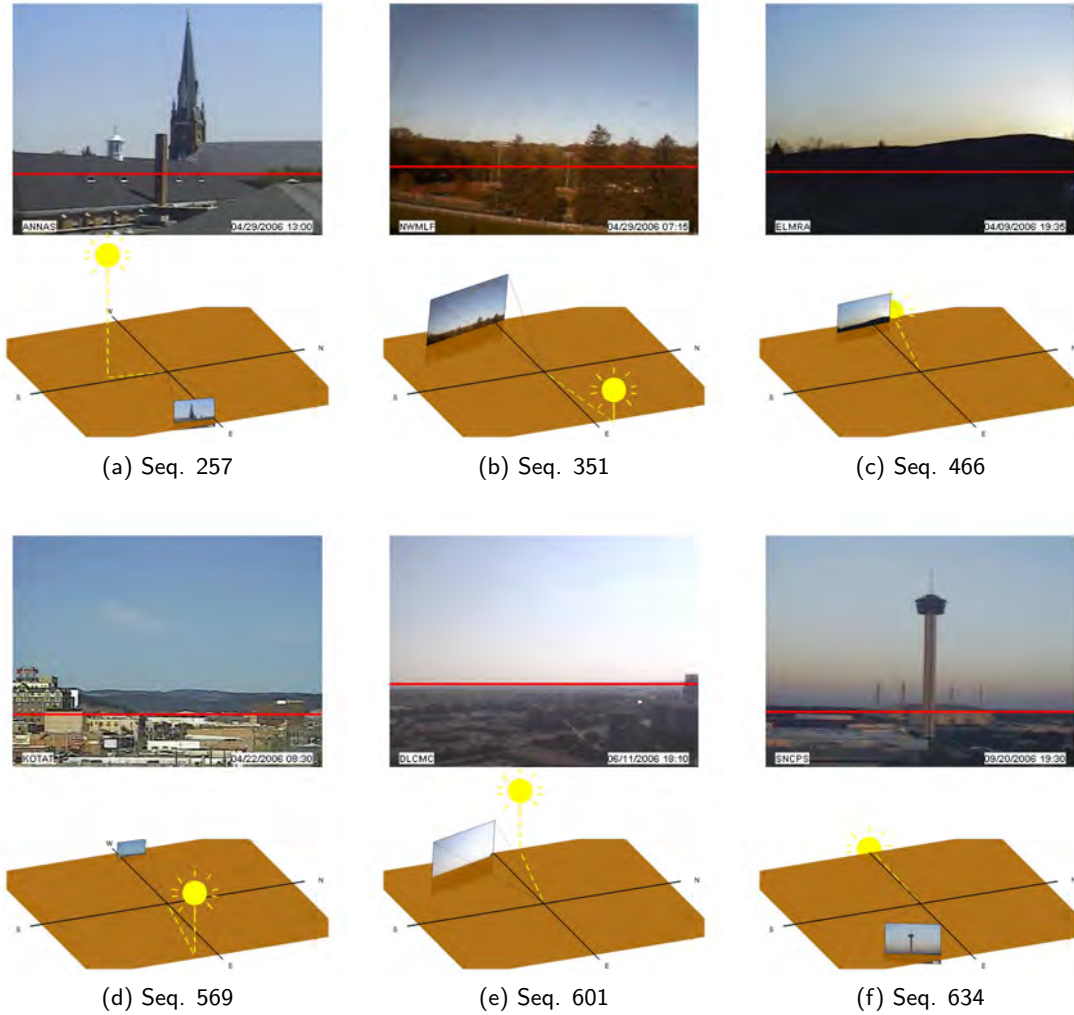 ANNAS 04/29/2006 13:00
NWMLF 04/29/2006 07:15
ELMRA 04/09/2006 19:35
W
N
S
E
N
S
E
N
S
E
(a) Seq. 257
(b) Seq. 351
(c) Seq. 466
KOTAT 04/22/2006 08:30
DLCMC 06/11/2006 18:10
SNCPS 09/20/2006 19:30
W
N
S
E
N
S
E
N
S
E
(d) Seq. 569
(e) Seq. 601
(f) Seq. 634